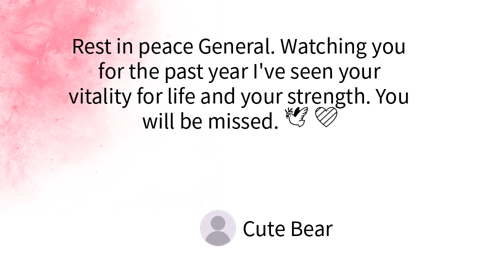 Rest in peace General. Watching you
for the past year I've seen your
vitality for life and your strength. You
will be missed. 🕊️ 💜
Cute Bear